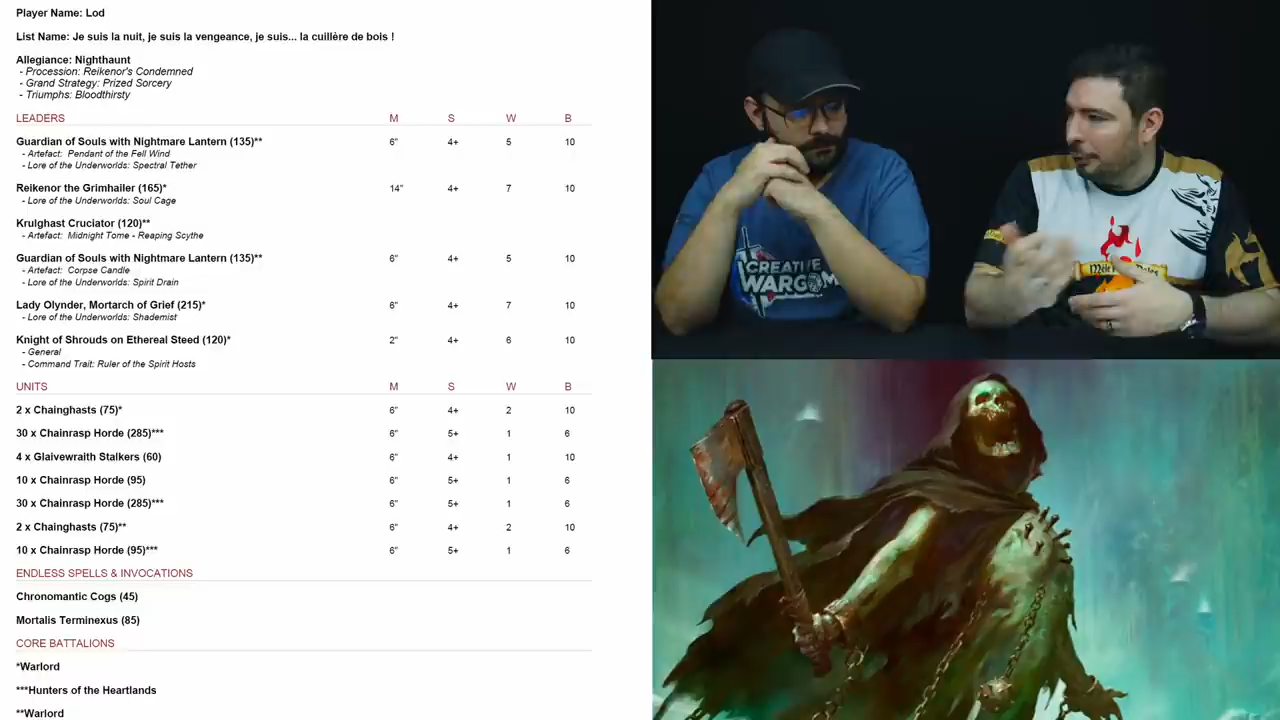 Player Name: Lod
List Name: Je suis la nuit, je suis la vengeance, je suis... la cuillère de bois !
Allegiance: Nighthaunt
- Procession: Reikenor's Condemned
- Grand Strategy: Prized Sorcery
- Triumphs: Bloodthirsty
LEADERS M S W B
Guardian of Souls with Nightmare Lantern (135)** 6" 4+ 5 10
- Artefact: Pendant of the Fell Wind
- Lore of the Underworlds: Spectral Tether
Reikenor the Grimhailer (165)* 14" 4+ 7 10
- Lore of the Underworlds: Soul Cage
Krulghast Cruciator (120)**
- Artefact: Midnight Tome - Reaping Scythe
Guardian of Souls with Nightmare Lantern (135)** 6" 4+ 5 10
- Artefact: Corpse Candle
- Lore of the Underworlds: Spirit Drain
Lady Olynder, Mortarch of Grief (215)* 6" 4+ 7 10
- Lore of the Underworlds: Shademist
Knight of Shrouds on Ethereal Steed (120)* 2" 4+ 6 10
- General
- Command Trait: Ruler of the Spirit Hosts
UNITS M S W B
2 x Chainghasts (75)* 6" 4+ 2 10
30 x Chainrasp Horde (285)*** 6" 5+ 1 6
4 x Glaivewraith Stalkers (60) 6" 4+ 1 10
10 x Chainrasp Horde (95) 6" 5+ 1 6
30 x Chainrasp Horde (285)*** 6" 5+ 1 6
2 x Chainghasts (75)** 6" 4+ 2 10
10 x Chainrasp Horde (95)*** 6" 5+ 1 6
ENDLESS SPELLS & INVOCATIONS
Chronomantic Cogs (45)
Mortalis Terminexus (85)
CORE BATTALIONS
*Warlord
***Hunters of the Heartlands
**Warlord
CREATIVE
WARGOM